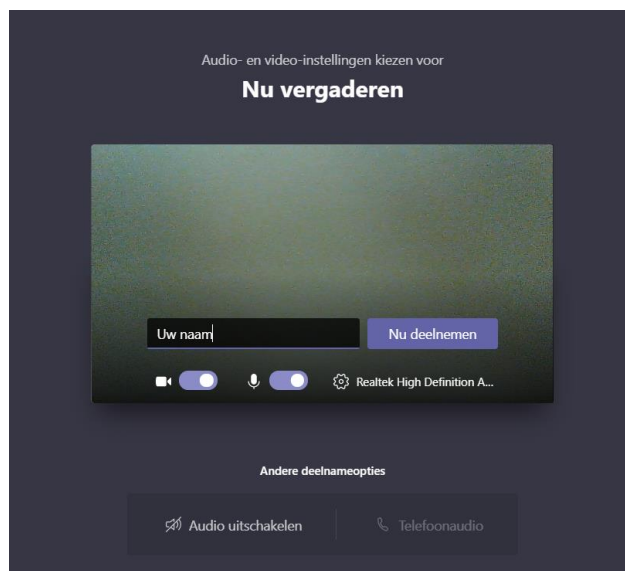 Audio- en video-instellingen kiezen voor
Nu vergaderen
Uw naam
Nu deelnemen
Realtek High Definition A...
Andere deelnameopties
Audio uitschakelen
Telefoonaudio